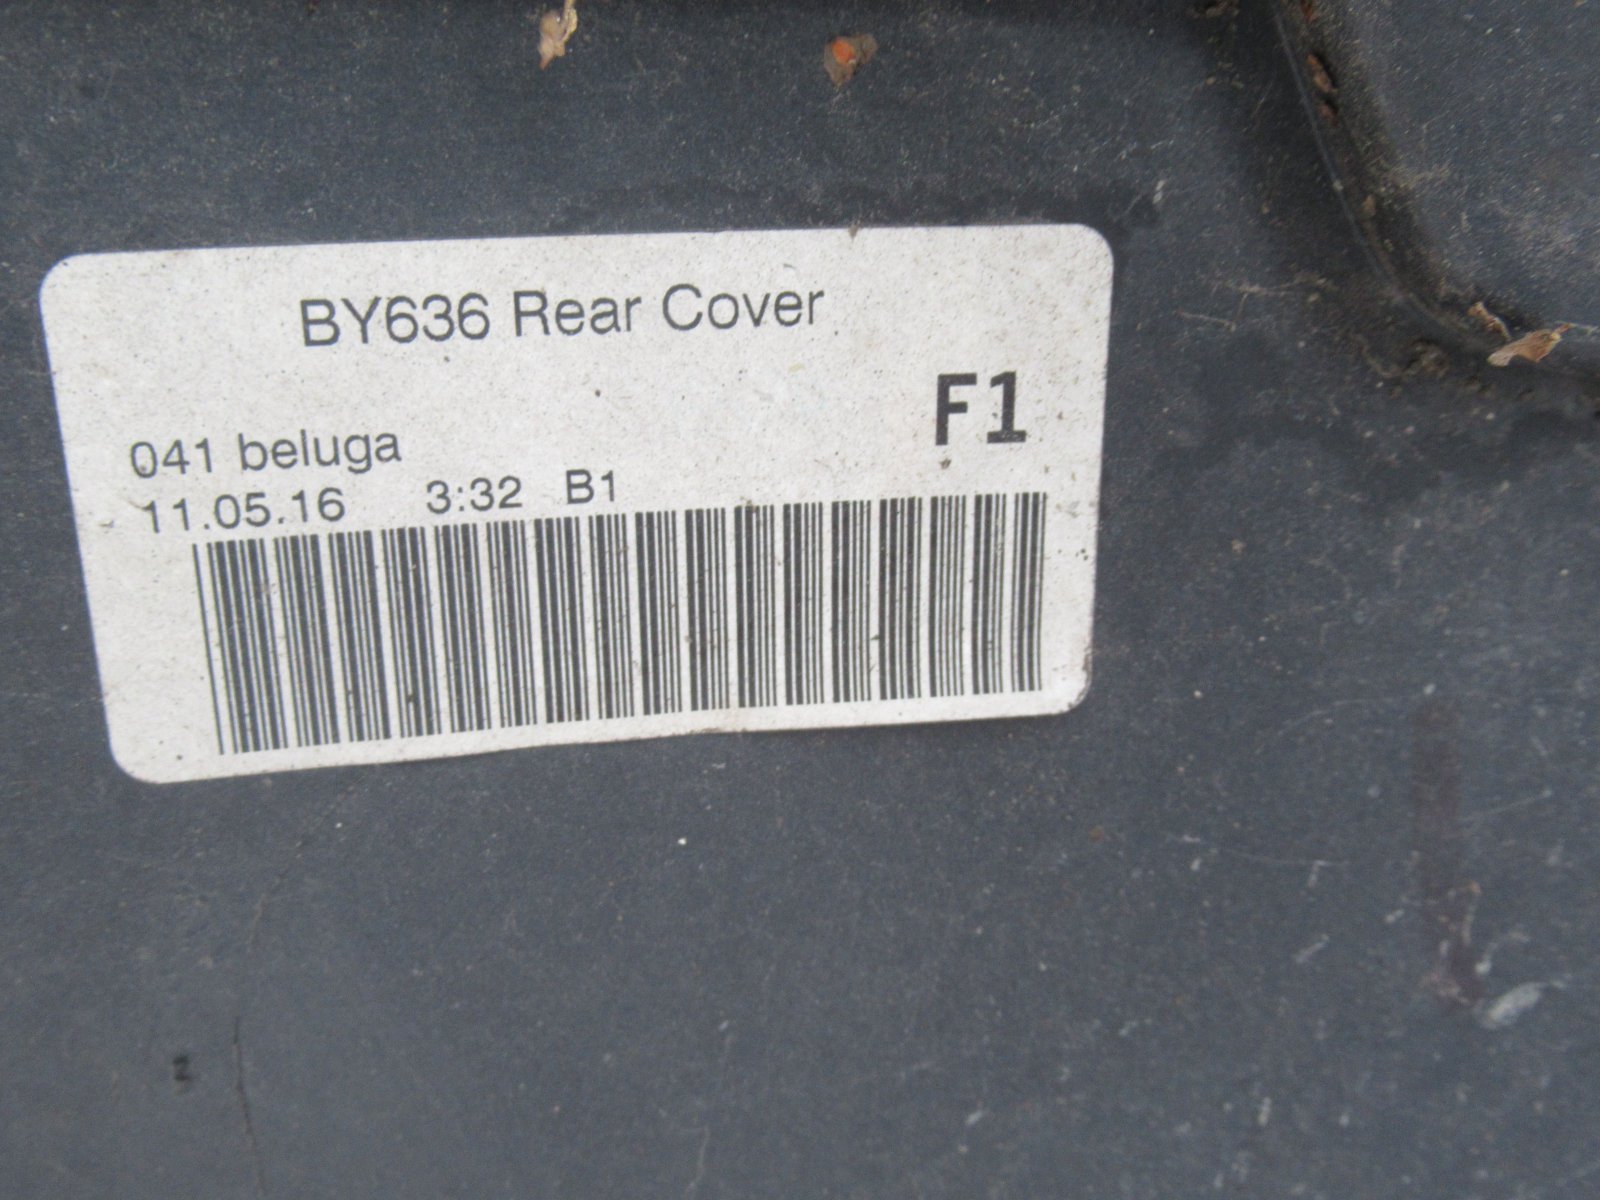 BY636 Rear Cover
F1
041 beluga
11.05.16 3:32 B1